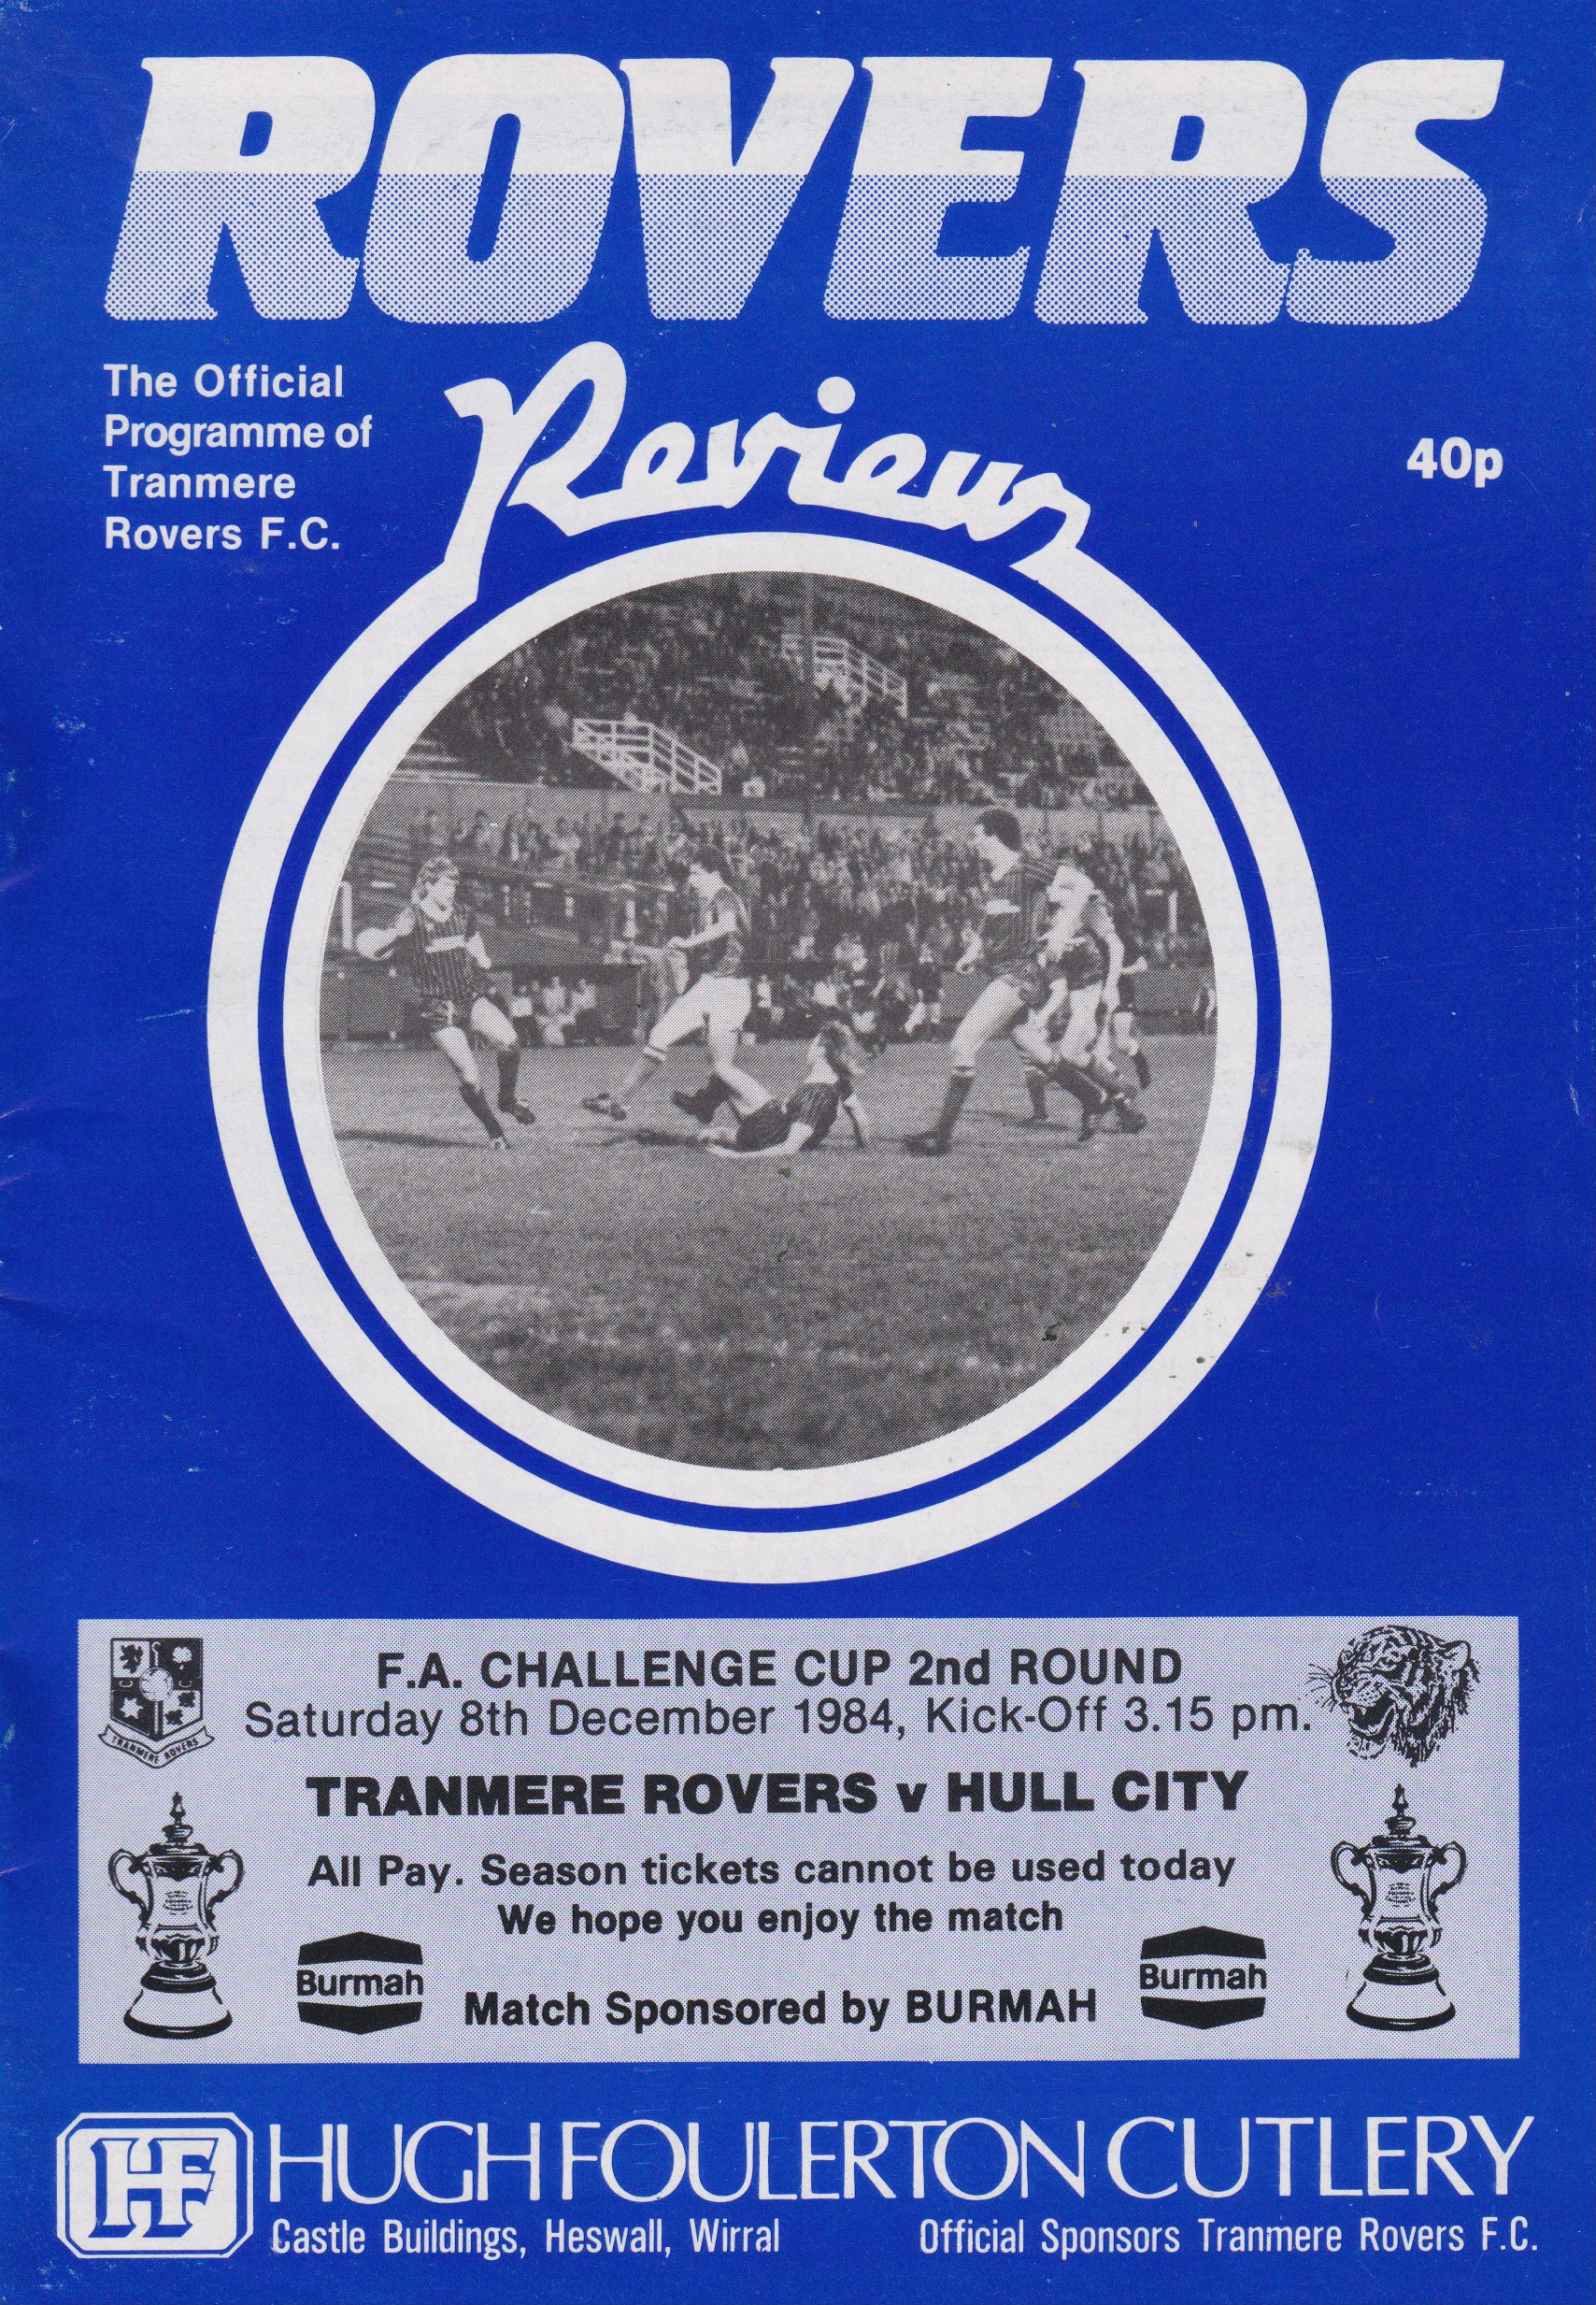 ROVERS
Review
The Official
Programme of
Tranmere
Rovers F.C.
40p
F.A. CHALLENGE CUP 2nd ROUND
Saturday 8th December 1984, Kick-Off 3.15 pm.
TRANMERE ROVERS
TRANMERE ROVERS v HULL CITY
All Pay. Season tickets cannot be used today
We hope you enjoy the match
Burmah
Burmah
Match Sponsored by BURMAH
HF
HUGH FOULERTON CUTLERY
Castle Buildings, Heswall, Wirral
Official Sponsors Tranmere Rovers F.C.